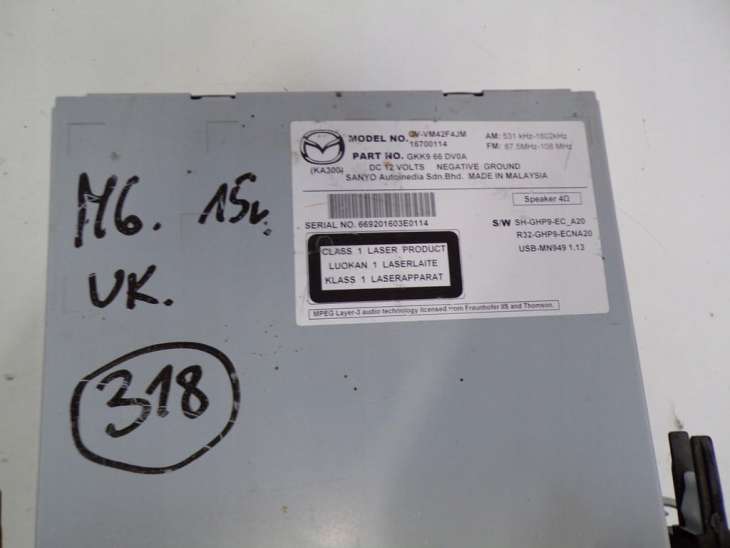 M6. 15r.
UK.
318
MODEL NO. CV-VM42F4JM
16700114
AM: 531 kHz-1602kHz
FM: 87.5MHz-108 MHz
PART NO. GKK9 66 DV0A
(KA300)
DC 12 VOLTS NEGATIVE GROUND
SANYO Automedia Sdn.Bhd. MADE IN MALAYSIA
Speaker 4Ω
SERIAL NO. 669201603E0114
S/W SH-GHP9-EC_A20
R32-GHP9-ECNA20
USB-MN949 1.13
CLASS 1 LASER PRODUCT
LUOKAN 1 LASERLAITE
KLASS 1 LASERAPPARAT
MPEG Layer-3 audio technology licensed from Fraunhofer IIS and Thomson.